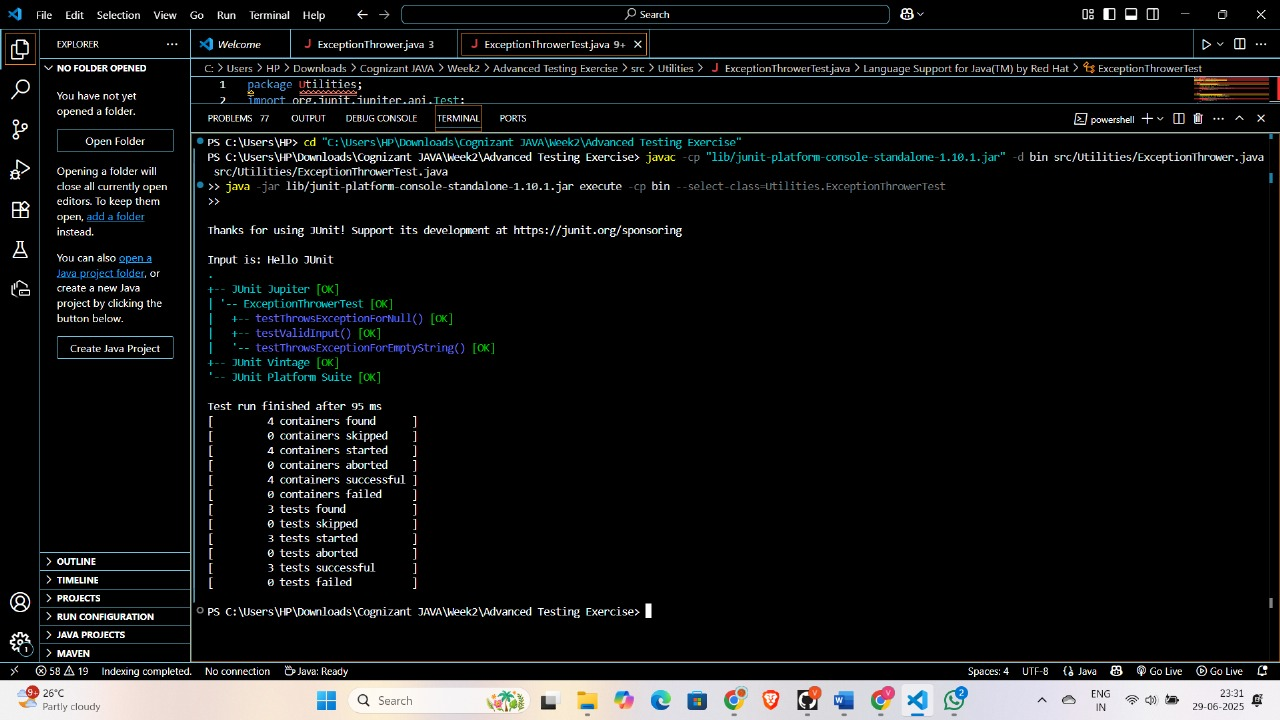 File Edit Selection View Go Run Terminal Help Search
EXPLORER ··· Welcome ExceptionThrower.java 3 ExceptionThrowerTest.java 9+
NO FOLDER OPENED
C: > Users > HP > Downloads > Cognizant JAVA > Week2 > Advanced Testing Exercise > src > Utilities > ExceptionThrowerTest.java > Language Support for Java(TM) by Red Hat > ExceptionThrowerTest
1 package Utilities;
2 import org.junit.jupiter.api.Test;
You have not yet
opened a folder.
Open Folder
Opening a folder will
close all currently open
editors. To keep them
open, add a folder
instead.
You can also open a
Java project folder, or
create a new Java
project by clicking the
button below.
Create Java Project
OUTLINE
TIMELINE
PROJECTS
RUN CONFIGURATION
JAVA PROJECTS
MAVEN
PROBLEMS 77 OUTPUT DEBUG CONSOLE TERMINAL PORTS powershell
PS C:\Users\HP> cd "C:\Users\HP\Downloads\Cognizant JAVA\Week2\Advanced Testing Exercise"
PS C:\Users\HP\Downloads\Cognizant JAVA\Week2\Advanced Testing Exercise> javac -cp "lib/junit-platform-console-standalone-1.10.1.jar" -d bin src/Utilities/ExceptionThrower.java
src/Utilities/ExceptionThrowerTest.java
>> java -jar lib/junit-platform-console-standalone-1.10.1.jar execute -cp bin --select-class=Utilities.ExceptionThrowerTest
>>
Thanks for using JUnit! Support its development at https://junit.org/sponsoring
Input is: Hello JUnit
.
+-- JUnit Jupiter [OK]
| '-- ExceptionThrowerTest [OK]
|   +-- testThrowsExceptionForNull() [OK]
|   +-- testValidInput() [OK]
|   '-- testThrowsExceptionForEmptyString() [OK]
+-- JUnit Vintage [OK]
'-- JUnit Platform Suite [OK]
Test run finished after 95 ms
[         4 containers found      ]
[         0 containers skipped    ]
[         4 containers started    ]
[         0 containers aborted    ]
[         4 containers successful ]
[         0 containers failed     ]
[         3 tests found           ]
[         0 tests skipped         ]
[         3 tests started         ]
[         0 tests aborted         ]
[         3 tests successful      ]
[         0 tests failed          ]
PS C:\Users\HP\Downloads\Cognizant JAVA\Week2\Advanced Testing Exercise>
1
58 19 Indexing completed. No connection Java: Ready Spaces: 4 UTF-8 {} Java Go Live Go Live
9+ 26°C
Partly cloudy
Search
V V 2
ENG
IN
23:31
29-06-2025